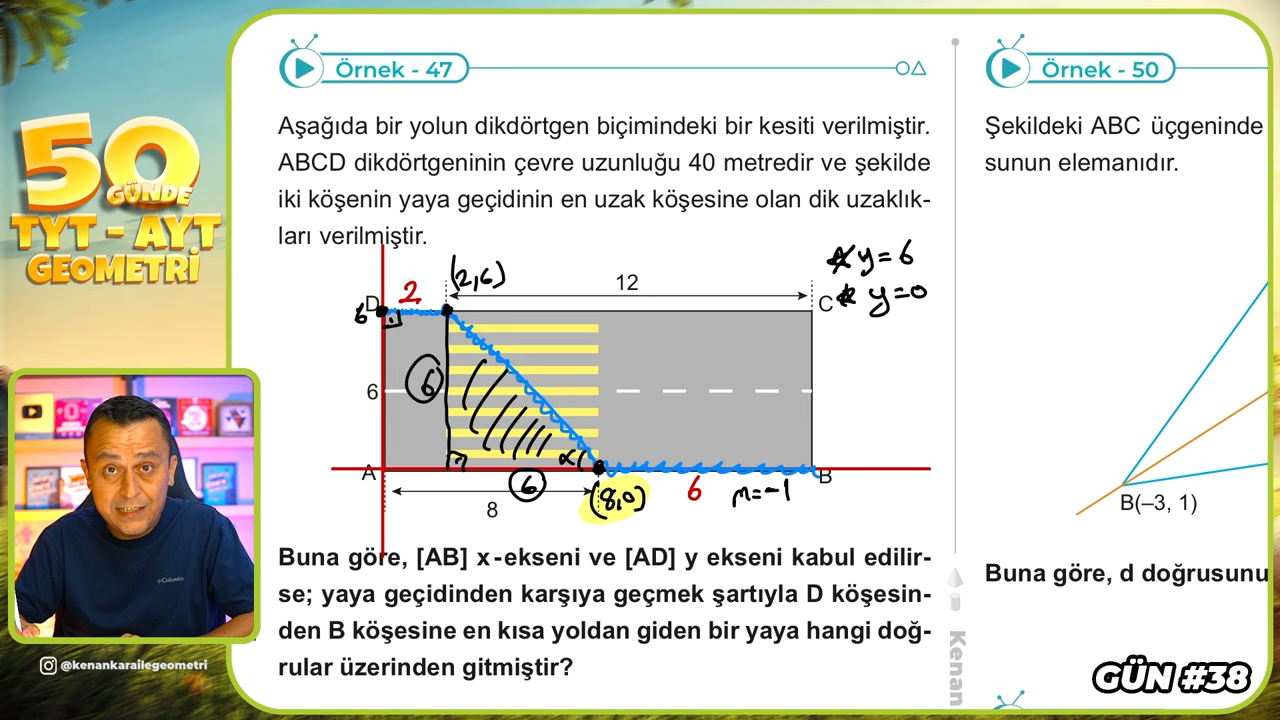 50
GÜNDE
TYT - AYT
GEOMETRİ
Örnek - 47
Aşağıda bir yolun dikdörtgen biçimindeki bir kesiti verilmiştir.
ABCD dikdörtgeninin çevre uzunluğu 40 metredir ve şekilde
iki köşenin yaya geçidinin en uzak köşesine olan dik uzaklık-
ları verilmiştir.
(2,6)
y=6
y=0
12
D
2
C
6
6
6
A
α
B
6
8
(8,0)
6
m=-1
Buna göre, [AB] x-ekseni ve [AD] y ekseni kabul edilir-
se; yaya geçidinden karşıya geçmek şartıyla D köşesin-
den B köşesine en kısa yoldan giden bir yaya hangi doğ-
rular üzerinden gitmiştir?
Örnek - 50
Şekildeki ABC üçgeninde
sunun elemanıdır.
B(–3, 1)
Buna göre, d doğrusunu
Kenan
Columbia
@kenankarailegeometri
GÜN #38